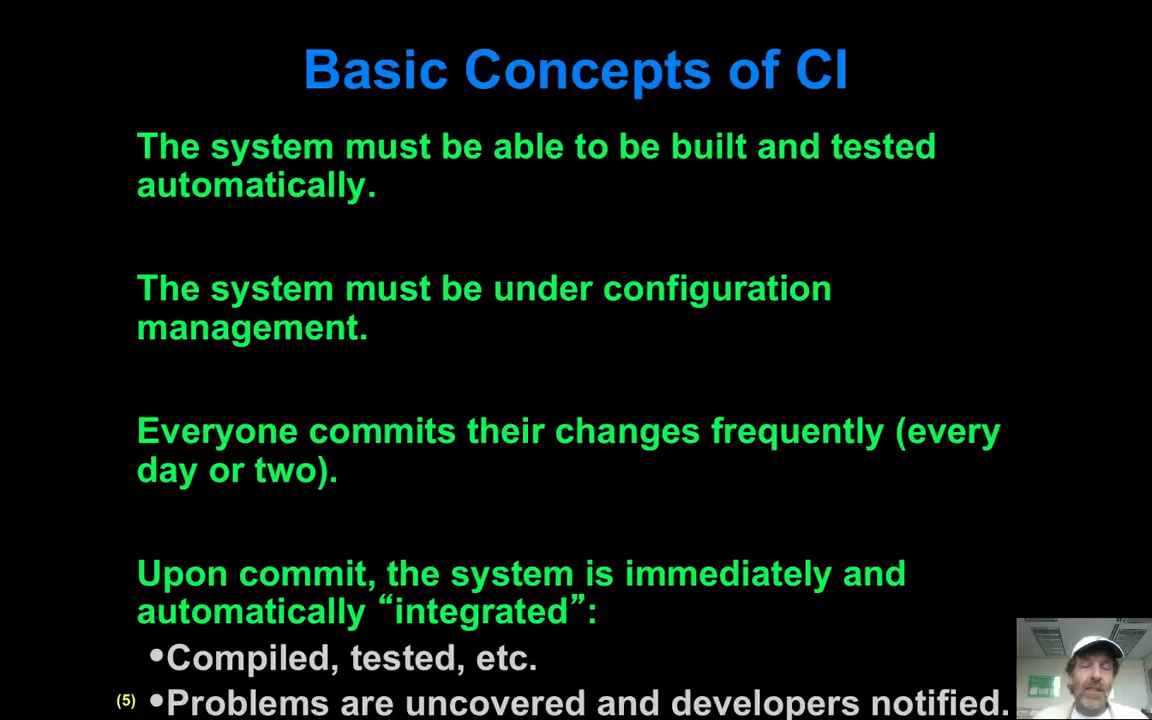 Basic Concepts of CI
The system must be able to be built and tested
automatically.
The system must be under configuration
management.
Everyone commits their changes frequently (every
day or two).
Upon commit, the system is immediately and
automatically “integrated”:
•Compiled, tested, etc.
(5) •Problems are uncovered and developers notified.